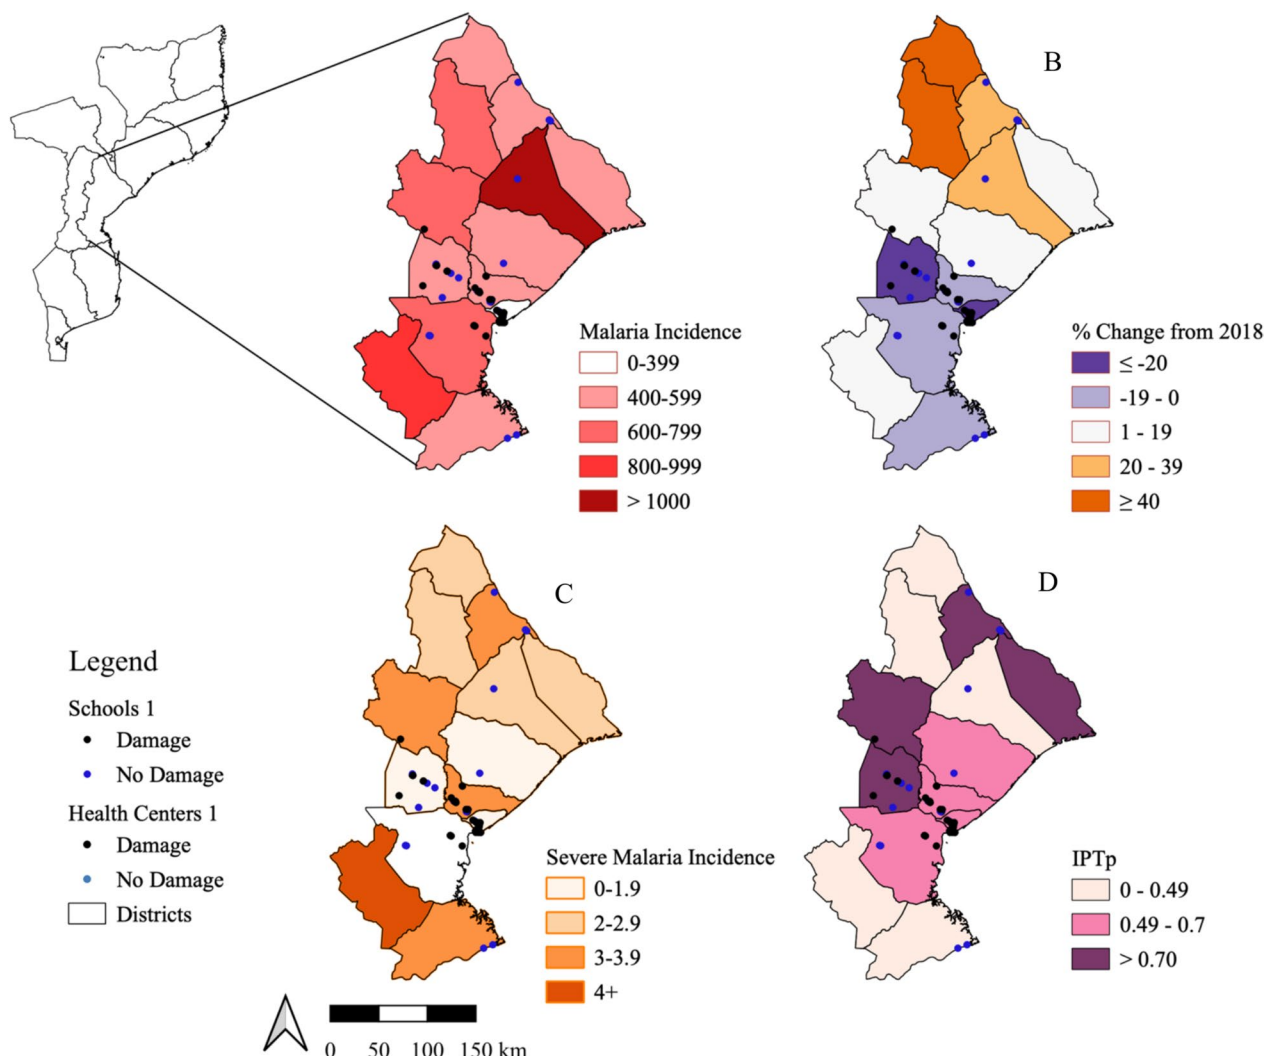 B
Malaria Incidence
0-399
400-599
600-799
800-999
> 1000
% Change from 2018
≤ -20
-19 - 0
1 - 19
20 - 39
≥ 40
C
D
Legend
Schools 1
Damage
No Damage
Health Centers 1
Damage
No Damage
Districts
Severe Malaria Incidence
0-1.9
2-2.9
3-3.9
4+
IPTp
0 - 0.49
0.49 - 0.7
> 0.70
0 50 100 150 km